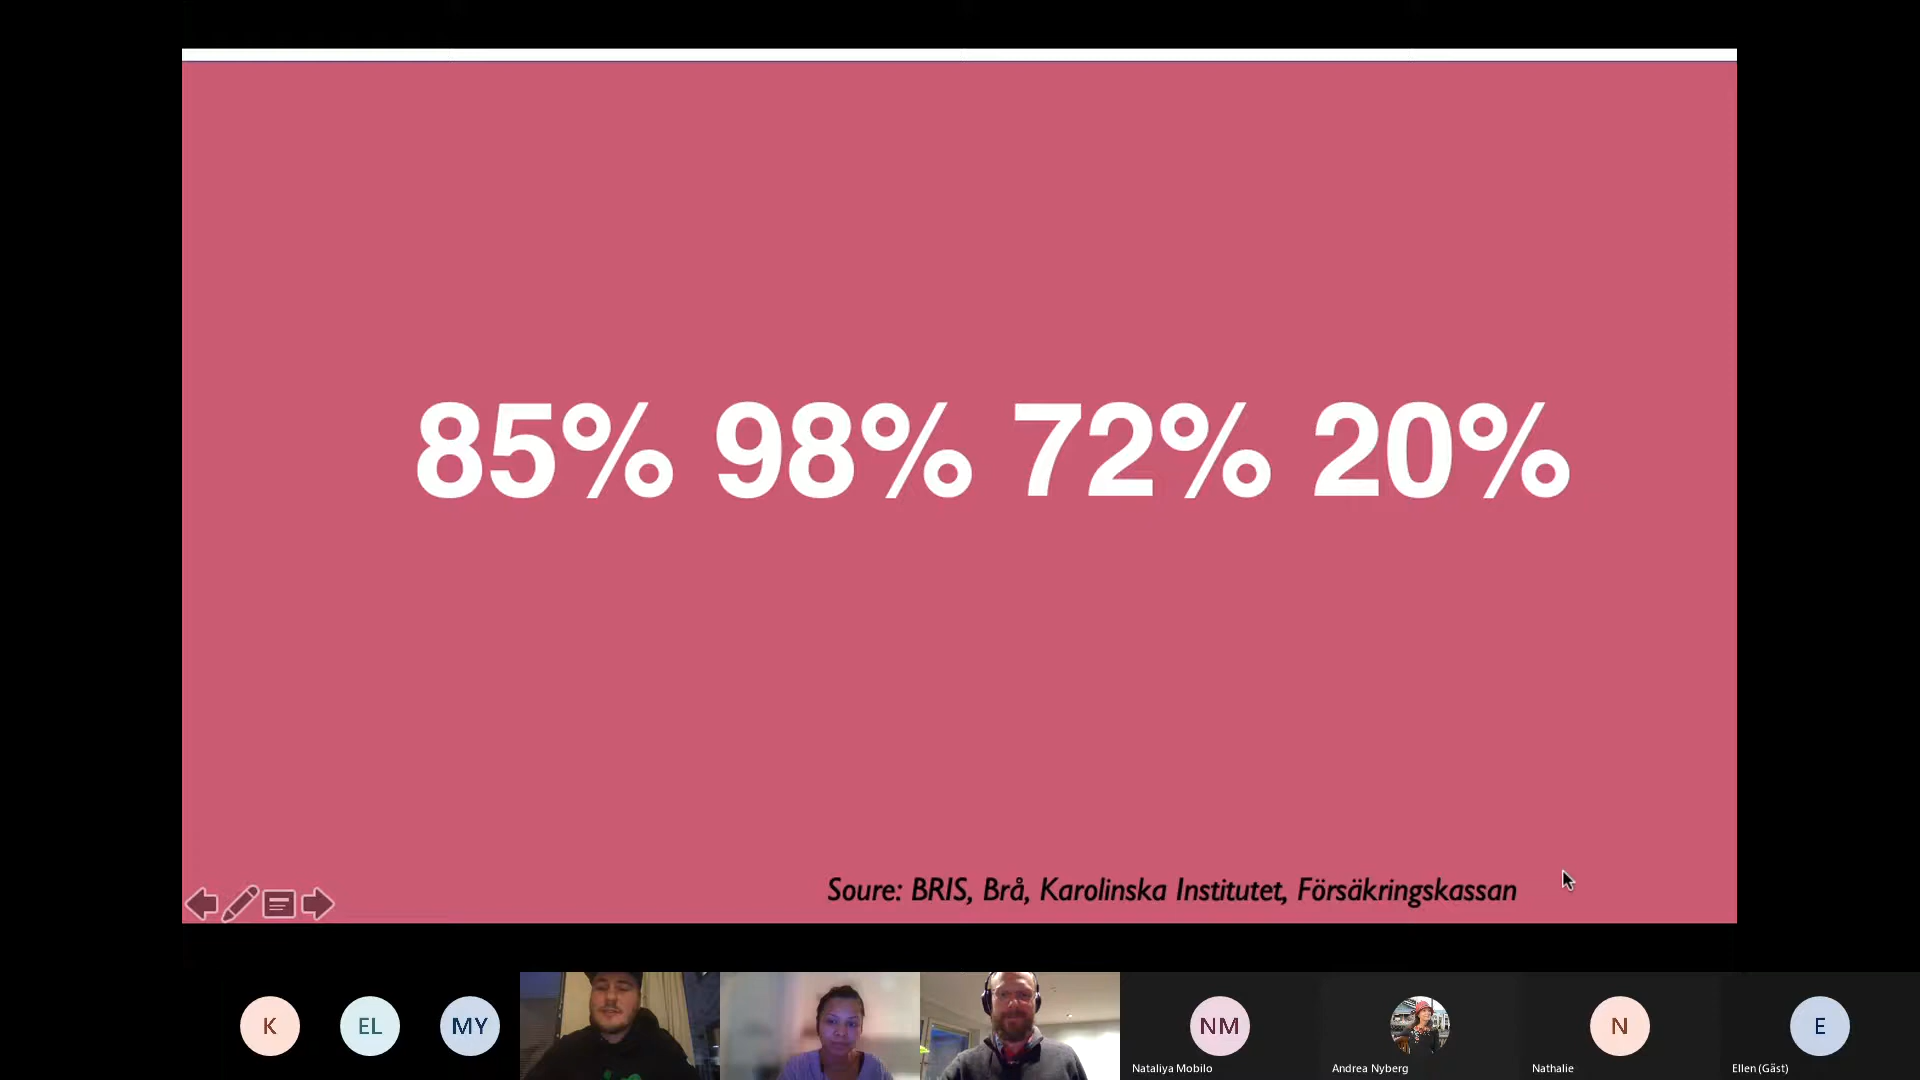 85% 98% 72% 20%
Soure: BRIS, Brå, Karolinska Institutet, Försäkringskassan
K
EL
MY
NM
N
E
Nataliya Mobilo
Andrea Nyberg
Nathalie
Ellen (Gäst)